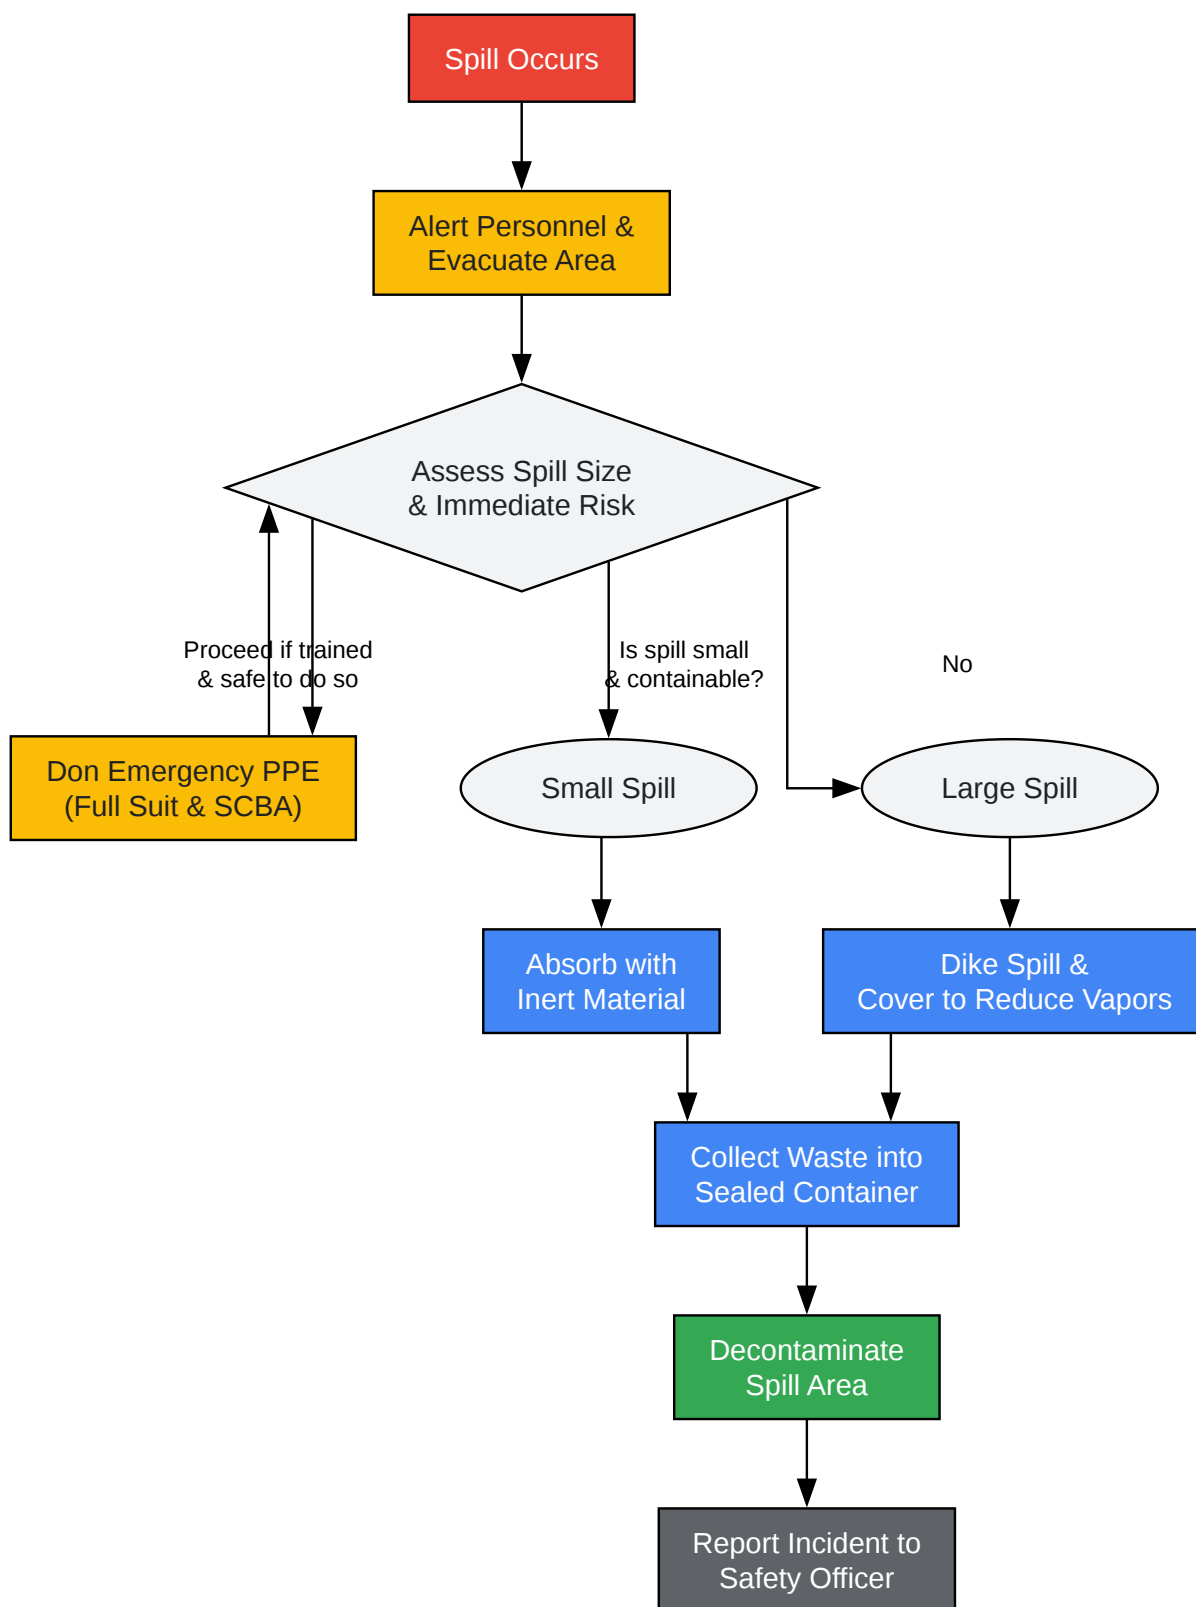 Spill Occurs
Alert Personnel &
Evacuate Area
Assess Spill Size
& Immediate Risk
Proceed if trained
& safe to do so
Is spill small
& containable?
No
Don Emergency PPE
(Full Suit & SCBA)
Small Spill
Large Spill
Absorb with
Inert Material
Dike Spill &
Cover to Reduce Vapors
Collect Waste into
Sealed Container
Decontaminate
Spill Area
Report Incident to
Safety Officer